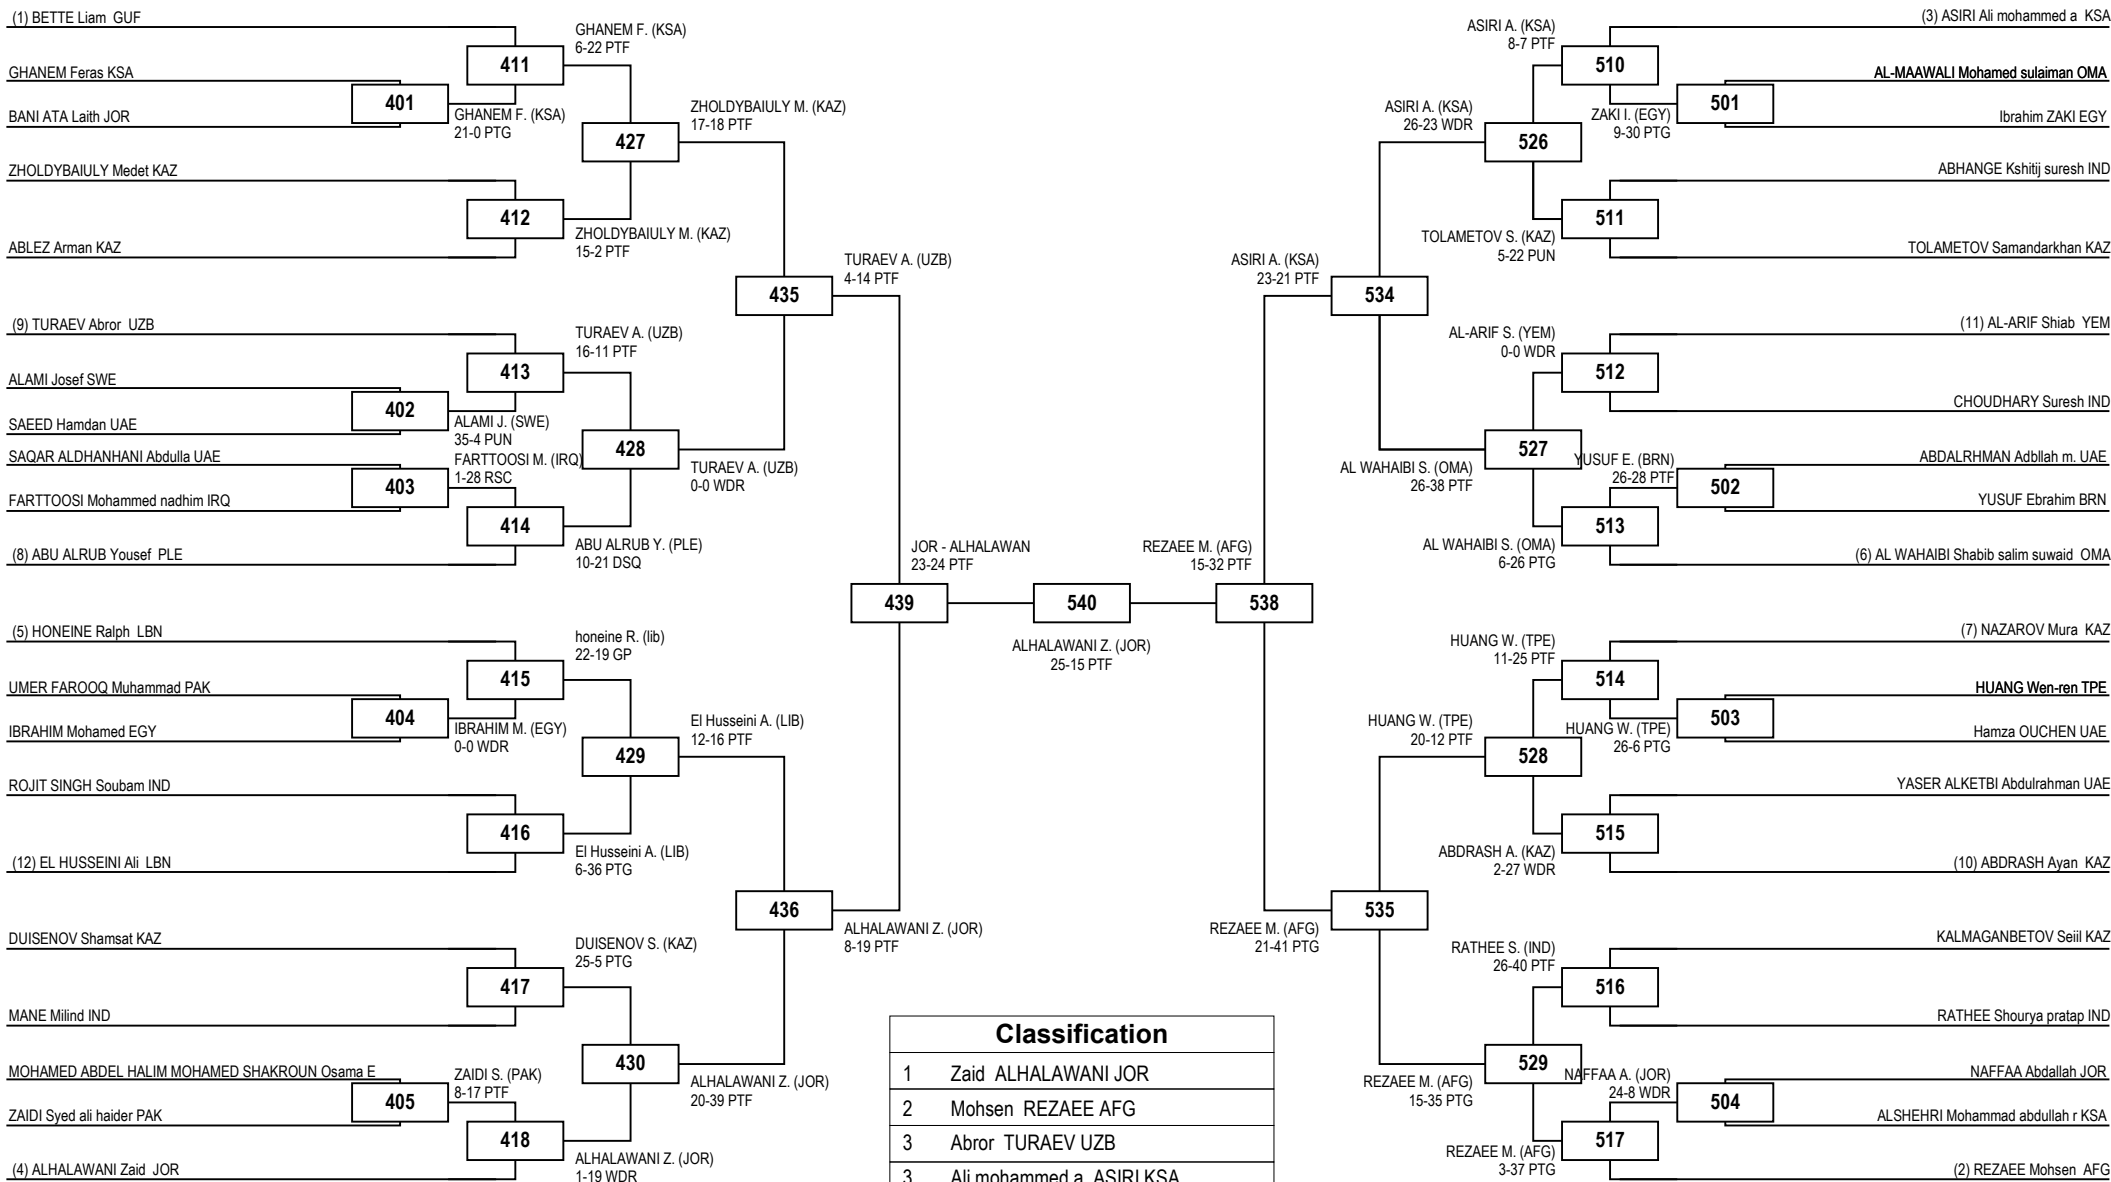 (1) BETTE Liam GUF
GHANEM Feras KSA
BANI ATA Laith JOR
ZHOLDYBAIULY Medet KAZ
ABLEZ Arman KAZ
(9) TURAEV Abror UZB
ALAMI Josef SWE
SAEED Hamdan UAE
SAQAR ALDHANHANI Abdulla UAE
FARTTOOSI Mohammed nadhim IRQ
(8) ABU ALRUB Yousef PLE
(5) HONEINE Ralph LBN
UMER FAROOQ Muhammad PAK
IBRAHIM Mohamed EGY
ROJIT SINGH Soubam IND
(12) EL HUSSEINI Ali LBN
DUISENOV Shamsat KAZ
MANE Milind IND
MOHAMED ABDEL HALIM MOHAMED SHAKROUN Osama E
ZAIDI Syed ali haider PAK
(4) ALHALAWANI Zaid JOR
401
GHANEM F. (KSA)
21-0 PTG
402
ALAMI J. (SWE)
35-4 PUN
403
FARTTOOSI M. (IRQ)
1-28 RSC
404
IBRAHIM M. (EGY)
0-0 WDR
405
ZAIDI S. (PAK)
8-17 PTF
411
GHANEM F. (KSA)
6-22 PTF
412
ZHOLDYBAIULY M. (KAZ)
15-2 PTF
413
TURAEV A. (UZB)
16-11 PTF
414
ABU ALRUB Y. (PLE)
10-21 DSQ
415
honeine R. (lib)
22-19 GP
416
El Husseini A. (LIB)
6-36 PTG
417
DUISENOV S. (KAZ)
25-5 PTG
418
ALHALAWANI Z. (JOR)
1-19 WDR
427
ZHOLDYBAIULY M. (KAZ)
17-18 PTF
428
TURAEV A. (UZB)
0-0 WDR
429
El Husseini A. (LIB)
12-16 PTF
430
ALHALAWANI Z. (JOR)
20-39 PTF
435
TURAEV A. (UZB)
4-14 PTF
436
ALHALAWANI Z. (JOR)
8-19 PTF
439
JOR - ALHALAWAN
23-24 PTF
540
ALHALAWANI Z. (JOR)
25-15 PTF
538
REZAEE M. (AFG)
15-32 PTF
534
ASIRI A. (KSA)
23-21 PTF
535
REZAEE M. (AFG)
21-41 PTG
526
ASIRI A. (KSA)
26-23 WDR
527
AL WAHAIBI S. (OMA)
26-38 PTF
528
HUANG W. (TPE)
20-12 PTF
529
REZAEE M. (AFG)
15-35 PTG
510
ASIRI A. (KSA)
8-7 PTF
511
TOLAMETOV S. (KAZ)
5-22 PUN
512
AL-ARIF S. (YEM)
0-0 WDR
513
AL WAHAIBI S. (OMA)
6-26 PTG
514
HUANG W. (TPE)
11-25 PTF
515
ABDRASH A. (KAZ)
2-27 WDR
516
RATHEE S. (IND)
26-40 PTF
517
REZAEE M. (AFG)
3-37 PTG
501
ZAKI I. (EGY)
9-30 PTG
502
YUSUF E. (BRN)
26-28 PTF
503
HUANG W. (TPE)
26-6 PTG
504
NAFFAA A. (JOR)
24-8 WDR
(3) ASIRI Ali mohammed a KSA
AL-MAAWALI Mohamed sulaiman OMA
Ibrahim ZAKI EGY
ABHANGE Kshitij suresh IND
TOLAMETOV Samandarkhan KAZ
(11) AL-ARIF Shiab YEM
CHOUDHARY Suresh IND
ABDALRHMAN Adbllah m. UAE
YUSUF Ebrahim BRN
(6) AL WAHAIBI Shabib salim suwaid OMA
(7) NAZAROV Mura KAZ
HUANG Wen-ren TPE
Hamza OUCHEN UAE
YASER ALKETBI Abdulrahman UAE
(10) ABDRASH Ayan KAZ
KALMAGANBETOV Seiil KAZ
RATHEE Shourya pratap IND
NAFFAA Abdallah JOR
ALSHEHRI Mohammad abdullah r KSA
(2) REZAEE Mohsen AFG
Classification
1 Zaid ALHALAWANI JOR
2 Mohsen REZAEE AFG
3 Abror TURAEV UZB
3 Ali mohammed a ASIRI KSA